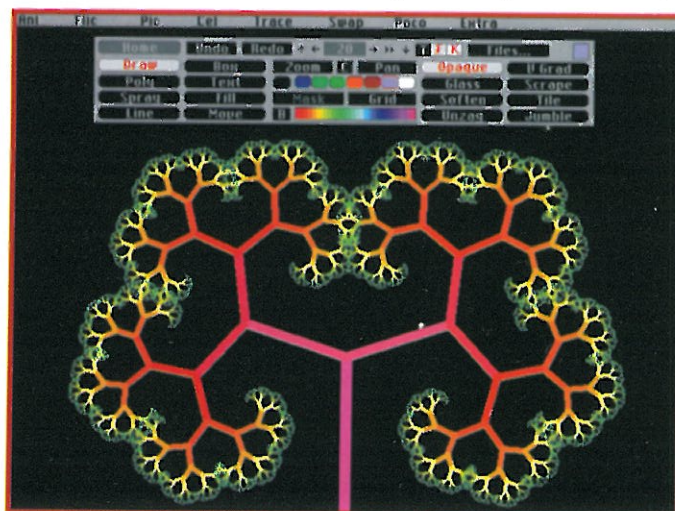 Ani Flic Pic Cel Trace Swap Poco Extra
Home Undo Redo 20 F K Files...
Draw Box Zoom C Pan Opaque V Grad
Poly Text Glass Scrape
Spray Fill Mask Grid Soften Tile
Line Move B Unzag Jumble